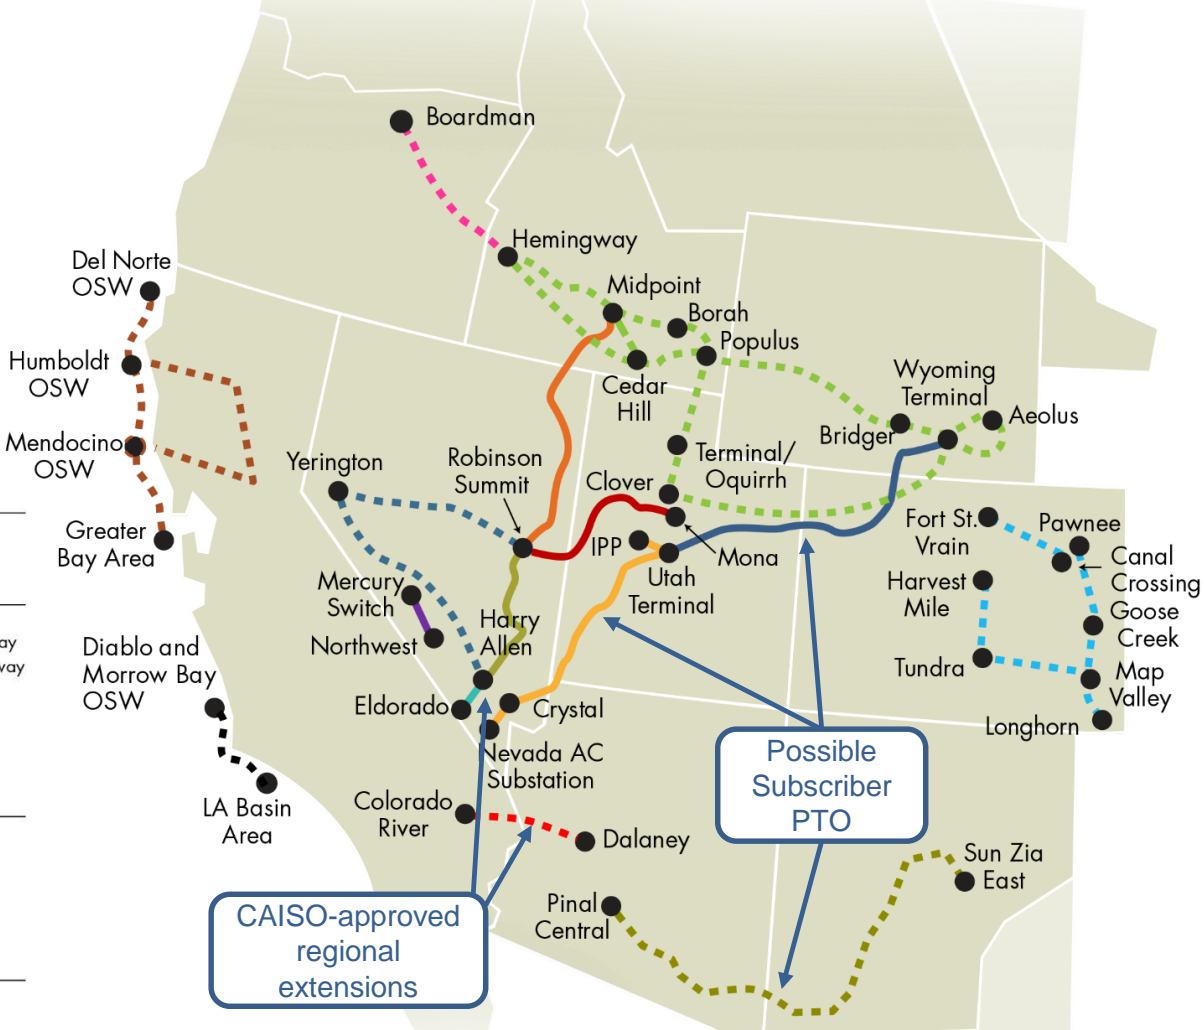 Boardman
Hemingway
Del Norte
OSW
Midpoint
Borah
Populus
Humboldt
OSW
Cedar
Hill
Wyoming
Terminal
Aeolus
Bridger
Mendocino
OSW
Yerington
Robinson
Summit
Clover
Terminal/
Oquirrh
Greater
Bay Area
IPP
Mona
Utah
Terminal
Fort St.
Vrain
Pawnee
Canal
Crossing
Harvest
Mile
Goose
Creek
Mercury
Switch
Northwest
Harry
Allen
ay
way
Diablo and
Morrow Bay
OSW
Tundra
Map
Valley
Longhorn
Eldorado
Crystal
Nevada AC
Substation
Possible
Subscriber
PTO
LA Basin
Area
Colorado
River
Dalaney
Sun Zia
East
Pinal
Central
CAISO-approved
regional
extensions